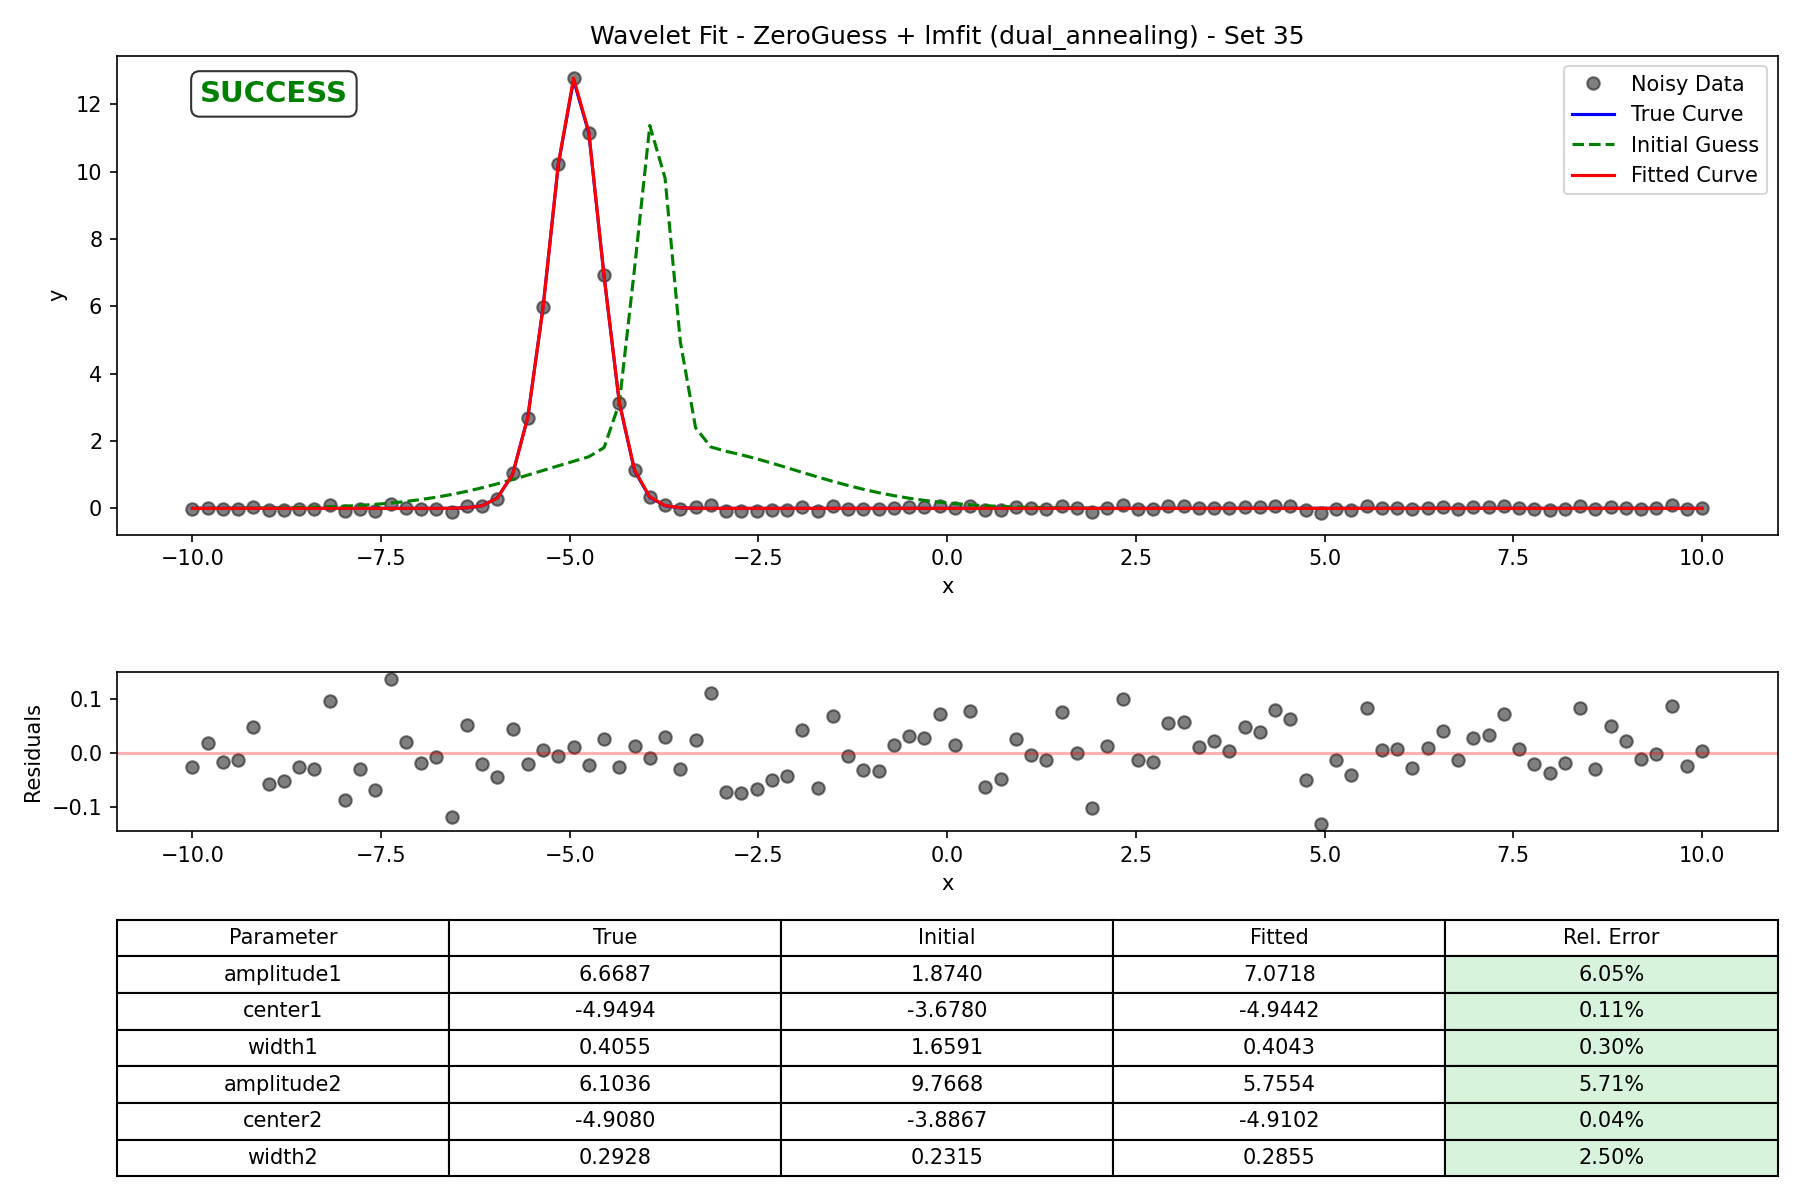 Wavelet Fit - ZeroGuess + lmfit (dual_annealing) - Set 35
SUCCESS
Noisy Data
True Curve
Initial Guess
Fitted Curve
y
12
10
8
6
4
2
0
−10.0 −7.5 −5.0 −2.5 0.0 2.5 5.0 7.5 10.0
x
Residuals
0.1
0.0
−0.1
−10.0 −7.5 −5.0 −2.5 0.0 2.5 5.0 7.5 10.0
x
Parameter True Initial Fitted Rel. Error
amplitude1 6.6687 1.8740 7.0718 6.05%
center1 -4.9494 -3.6780 -4.9442 0.11%
width1 0.4055 1.6591 0.4043 0.30%
amplitude2 6.1036 9.7668 5.7554 5.71%
center2 -4.9080 -3.8867 -4.9102 0.04%
width2 0.2928 0.2315 0.2855 2.50%